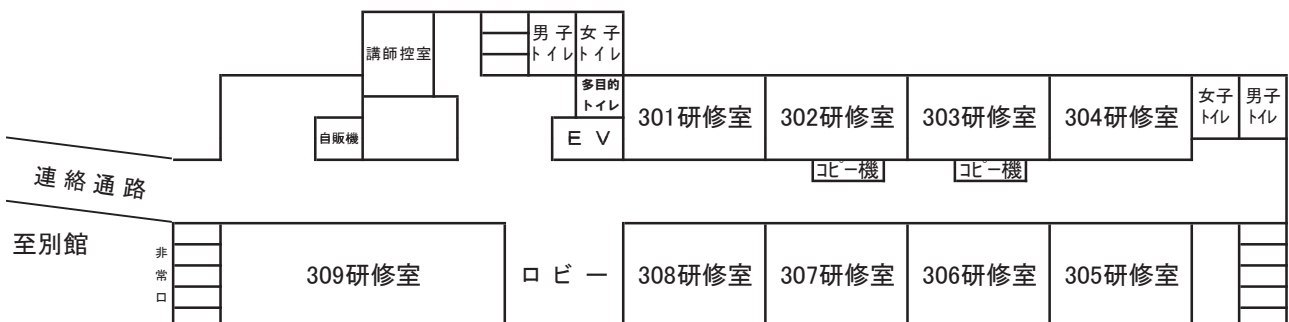 講師控室
男子
トイレ
女子
トイレ
多目的
トイレ
自販機
EV
301研修室
302研修室
303研修室
304研修室
女子
トイレ
男子
トイレ
コピー機
コピー機
連絡通路
至別館
非常口
309研修室
ロビー
308研修室
307研修室
306研修室
305研修室